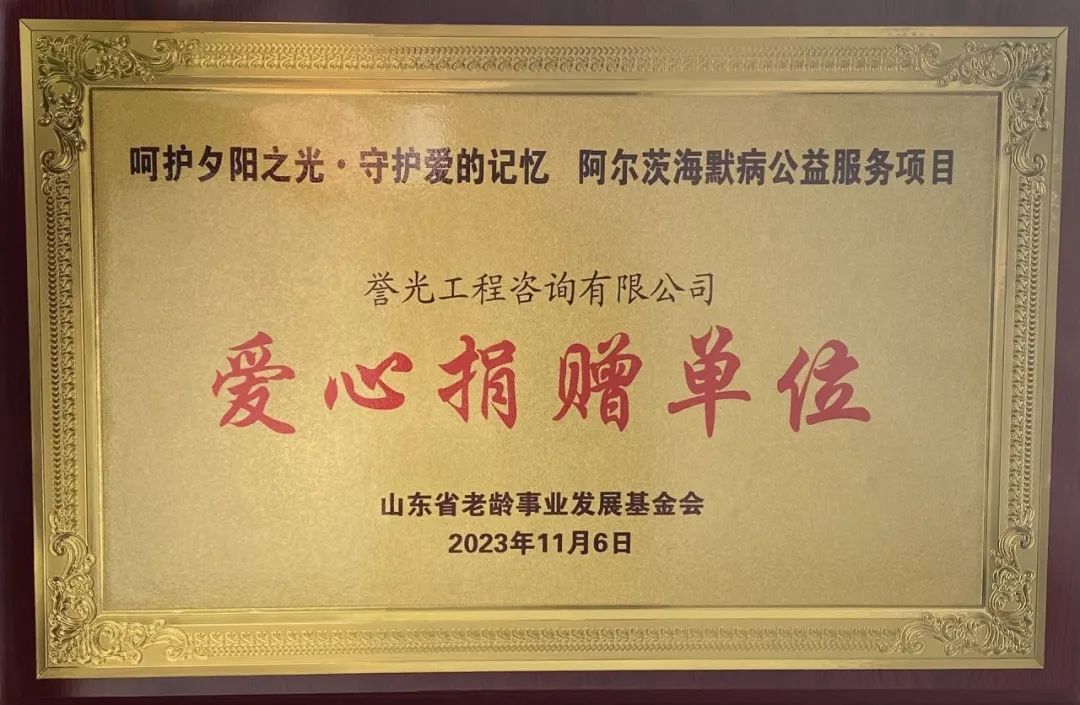 呵护夕阳之光·守护爱的记忆 阿尔茨海默病公益服务项目
誉光工程咨询有限公司
爱心捐赠单位
山东省老龄事业发展基金会
2023年11月6日